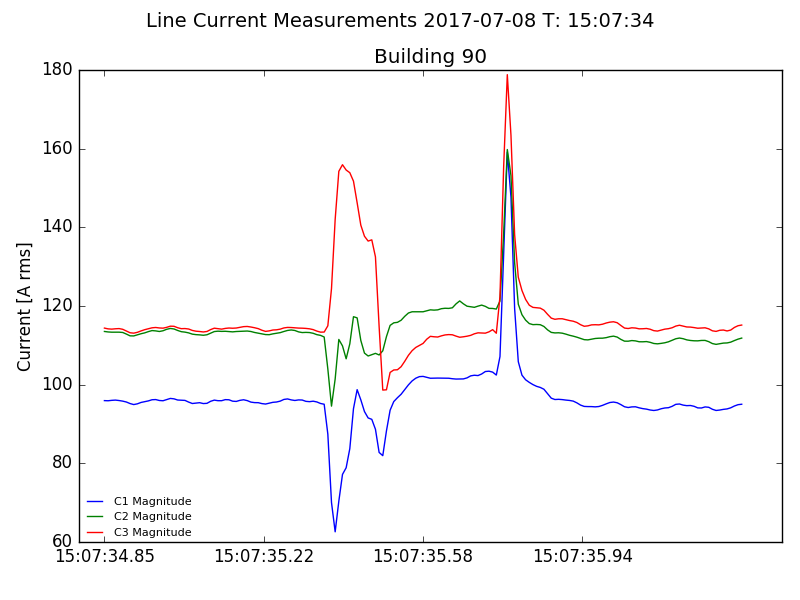 Line Current Measurements 2017-07-08 T: 15:07:34
Building 90
180
160
140
120
100
80
60
Current [A rms]
C1 Magnitude
C2 Magnitude
C3 Magnitude
15:07:34.85 15:07:35.22 15:07:35.58 15:07:35.94